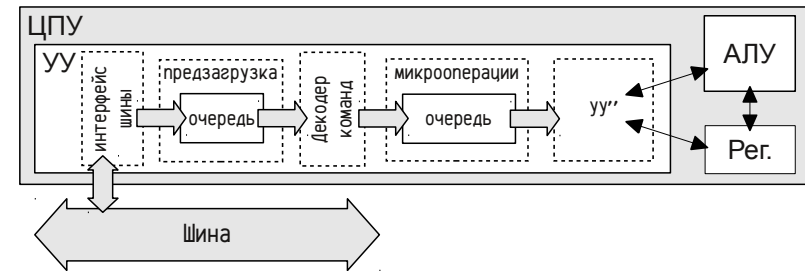 ЦПУ
УУ
интерфейс
шины
предзагрузка
очередь
Декодер
команд
микрооперации
очередь
уу''
АЛУ
Рег.
Шина